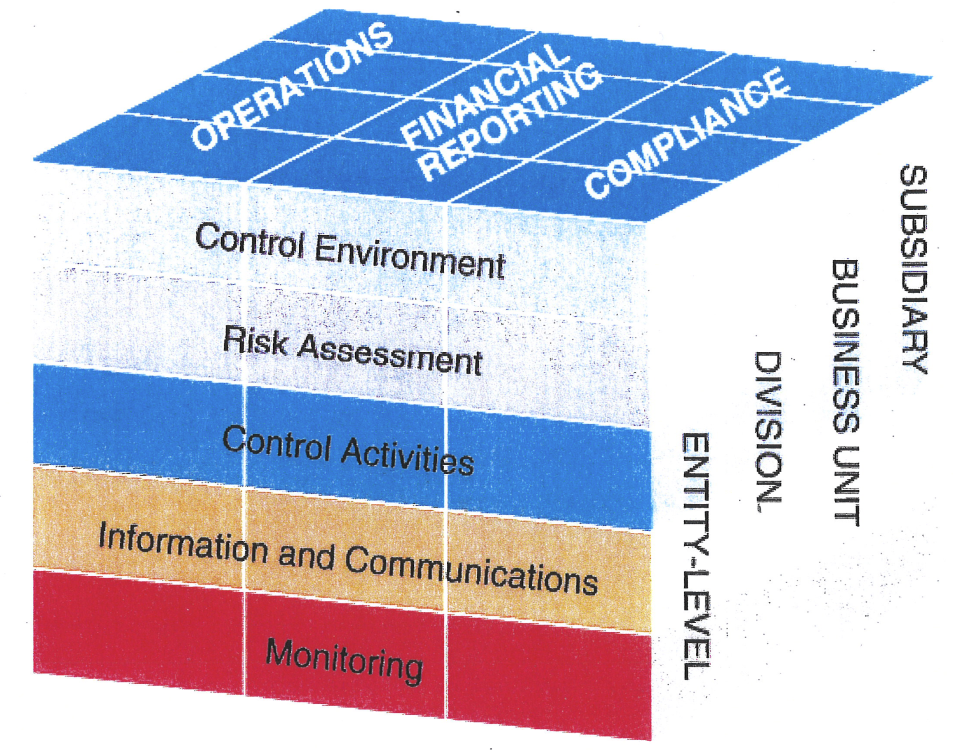 OPERATIONS
FINANCIAL
REPORTING
COMPLIANCE
Control Environment
Risk Assessment
Control Activities
Information and Communications
Monitoring
ENTITY-LEVEL
DIVISION
BUSINESS UNIT
SUBSIDIARY